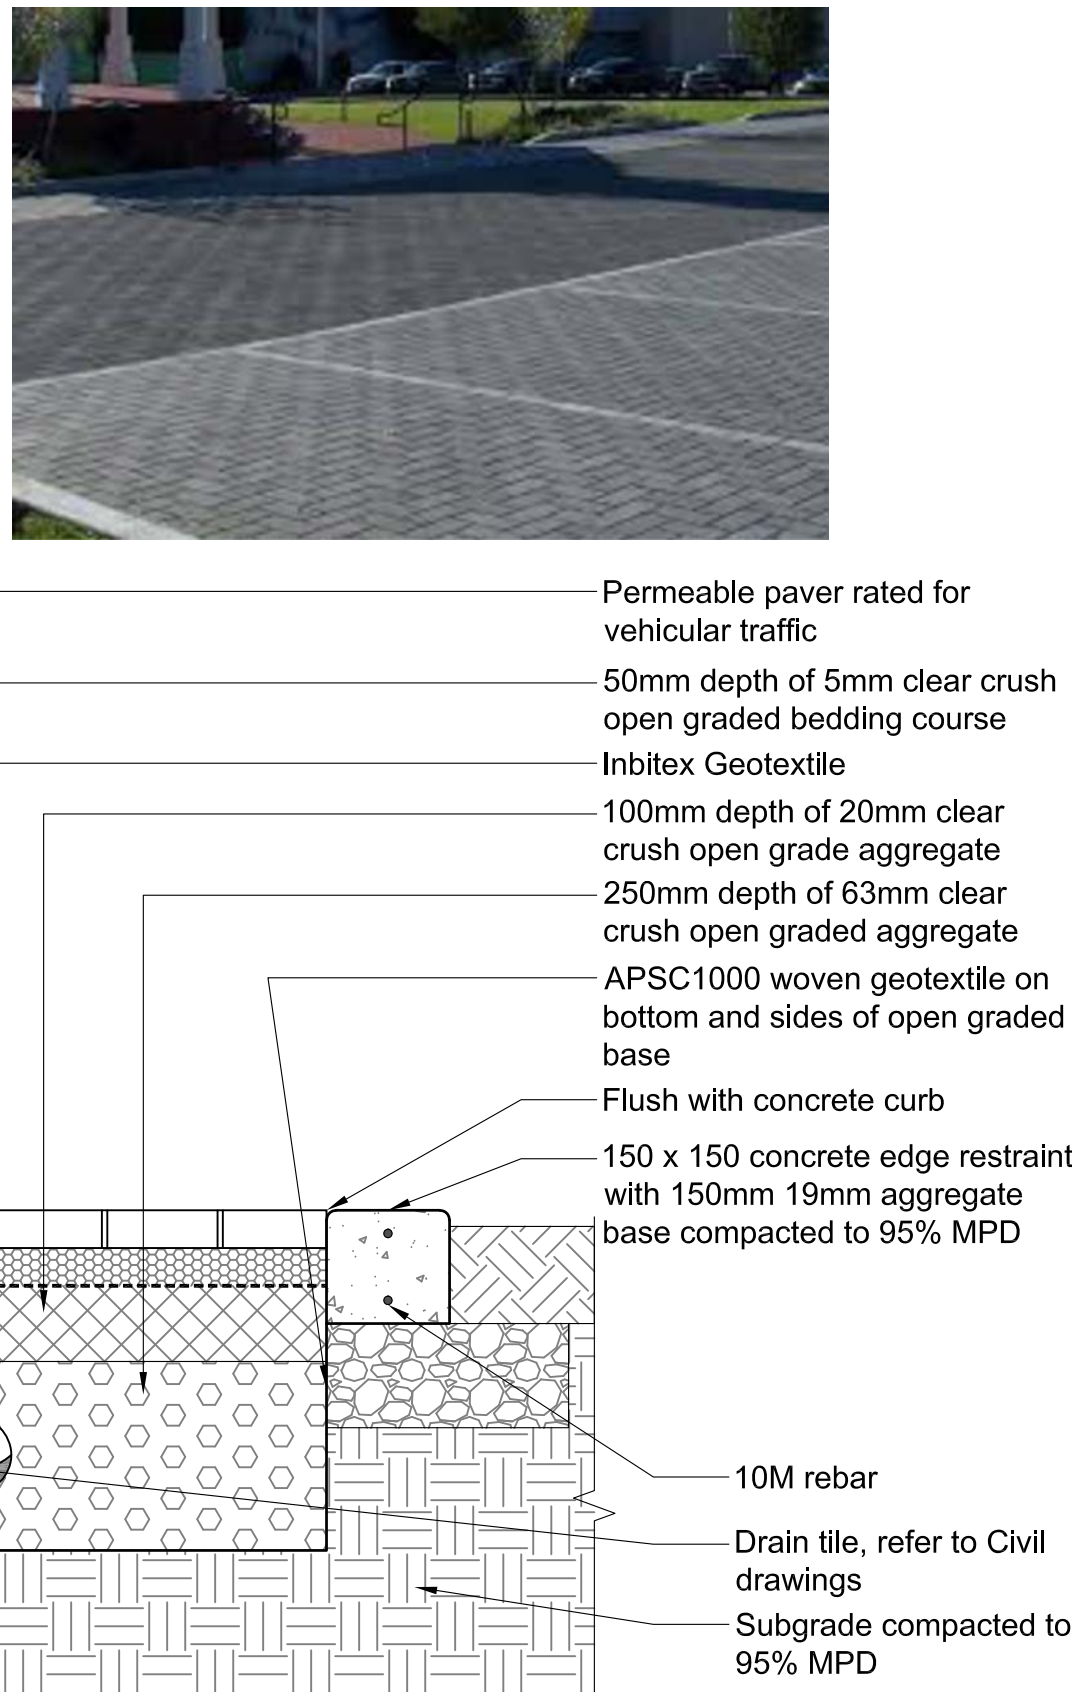 Permeable paver rated for
vehicular traffic
50mm depth of 5mm clear crush
open graded bedding course
Inbitex Geotextile
100mm depth of 20mm clear
crush open grade aggregate
250mm depth of 63mm clear
crush open graded aggregate
APSC1000 woven geotextile on
bottom and sides of open graded
base
Flush with concrete curb
150 x 150 concrete edge restraint
with 150mm 19mm aggregate
base compacted to 95% MPD
10M rebar
Drain tile, refer to Civil
drawings
Subgrade compacted to
95% MPD